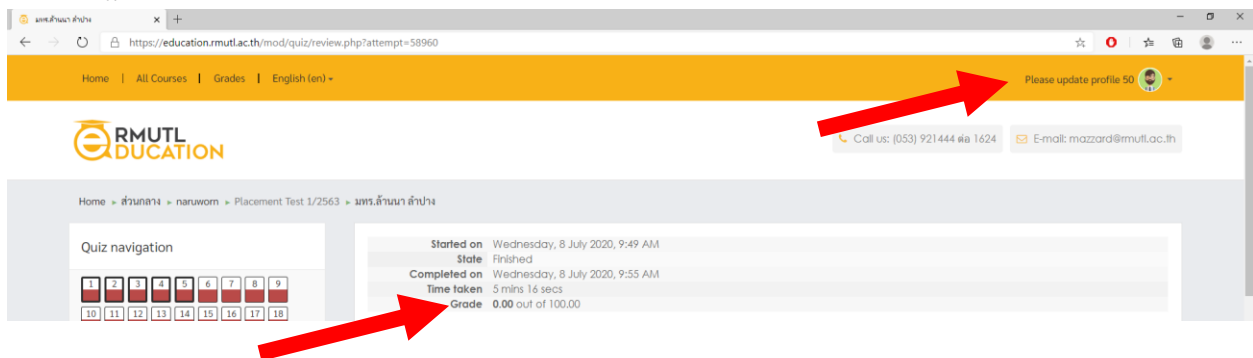 มทร.ล้านนา ลำปาง
https://education.rmutl.ac.th/mod/quiz/review.php?attempt=58960
Home | All Courses | Grades | English (en)
Please update profile 50
RMUTL
EDUCATION
Call us: (053) 921444 ต่อ 1624
E-mail: mazzard@rmutl.ac.th
Home ▸ ส่วนกลาง ▸ naruworn ▸ Placement Test 1/2563 ▸ มทร.ล้านนา ลำปาง
Quiz navigation
1 2 3 4 5 6 7 8 9
10 11 12 13 14 15 16 17 18
Started on Wednesday, 8 July 2020, 9:49 AM
State Finished
Completed on Wednesday, 8 July 2020, 9:55 AM
Time taken 5 mins 16 secs
Grade 0.00 out of 100.00